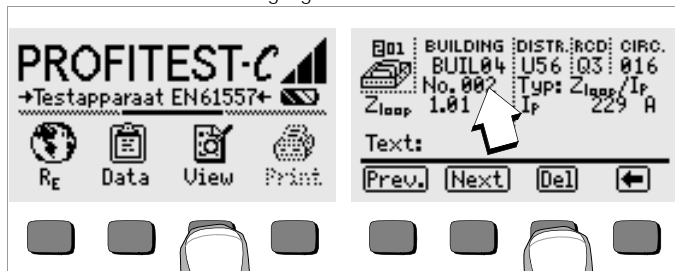 PROFITEST-C
→Testapparaat EN61557←
RE Data View Print
01 BUILDING DISTR. RCD CIRC.
BUIL04 U56 Q3 016
No. 002 Typ: Zloop/Ip
Zloop 1.01 Ip 229 A
Text:
Prev. Next Del ←